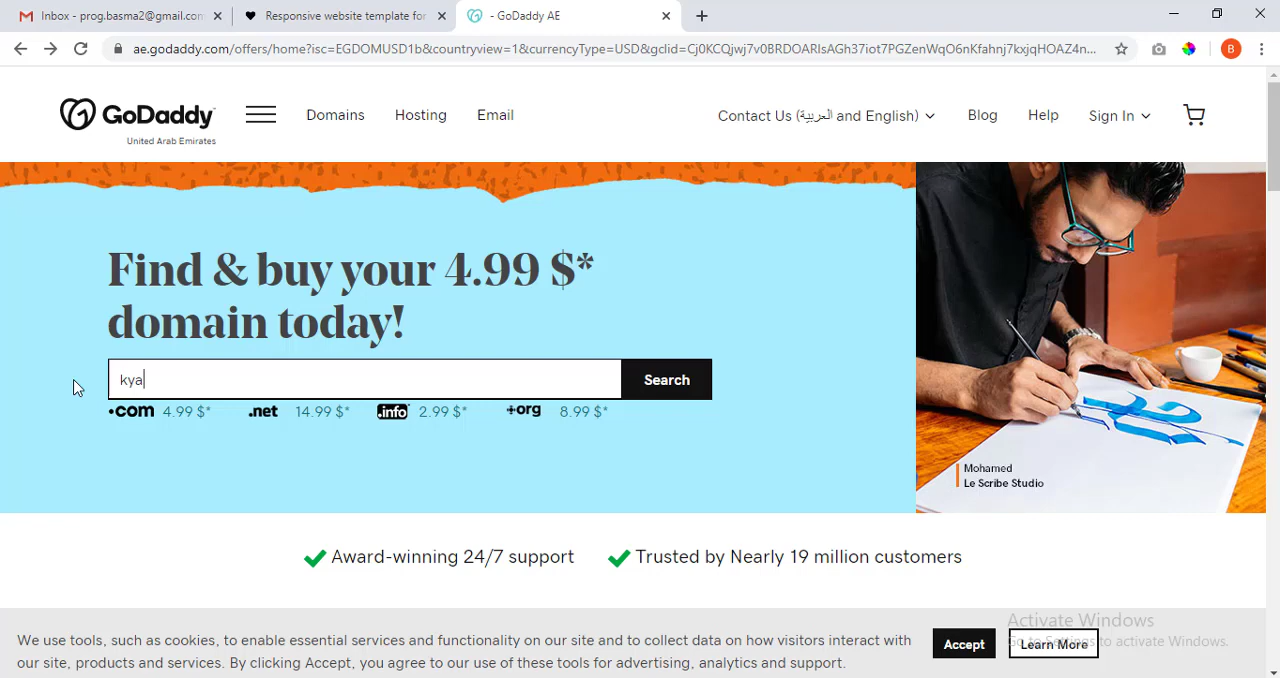 Inbox - prog.basma2@gmail.com
Responsive website template for
- GoDaddy AE
ae.godaddy.com/offers/home?isc=EGDOMUSD1b&countryview=1&currencyType=USD&gclid=Cj0KCQjwj7v0BRDOARIsAGh37iot7PGZenWqO6nKfahnj7kxjqHOAZ4n...
B
GoDaddy
United Arab Emirates
Domains
Hosting
Email
Contact Us (العربية and English)
Blog
Help
Sign In
Find & buy your 4.99 $*
domain today!
kya
Search
.com 4.99 $* .net 14.99 $* .info 2.99 $* .org 8.99 $*
Mohamed
Le Scribe Studio
Award-winning 24/7 support
Trusted by Nearly 19 million customers
We use tools, such as cookies, to enable essential services and functionality on our site and to collect data on how visitors interact with
our site, products and services. By clicking Accept, you agree to our use of these tools for advertising, analytics and support.
Accept
Learn More
Activate Windows
Go to Settings to activate Windows.